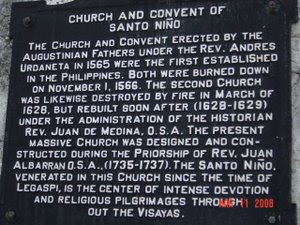 CHURCH AND CONVENT OF
SANTO NIÑO
THE CHURCH AND CONVENT ERECTED BY THE
AUGUSTINIAN FATHERS UNDER THE REV. ANDRES
URDANETA IN 1565 WERE THE FIRST ESTABLISHED
IN THE PHILIPPINES. BOTH WERE BURNED DOWN
ON NOVEMBER 1, 1566. THE SECOND CHURCH
WAS LIKEWISE DESTROYED BY FIRE IN MARCH OF
1628, BUT REBUILT SOON AFTER (1628-1629)
UNDER THE ADMINISTRATION OF THE HISTORIAN
REV. JUAN DE MEDINA, O.S.A. THE PRESENT
MASSIVE CHURCH WAS DESIGNED AND CON-
STRUCTED DURING THE PRIORSHIP OF REV. JUAN
ALBARRAN O.S.A., (1735-1737). THE SANTO NIÑO,
VENERATED IN THIS CHURCH SINCE THE TIME OF
LEGASPI, IS THE CENTER OF INTENSE DEVOTION
AND RELIGIOUS PILGRIMAGES THROUGH
OUT THE VISAYAS.
11 2008